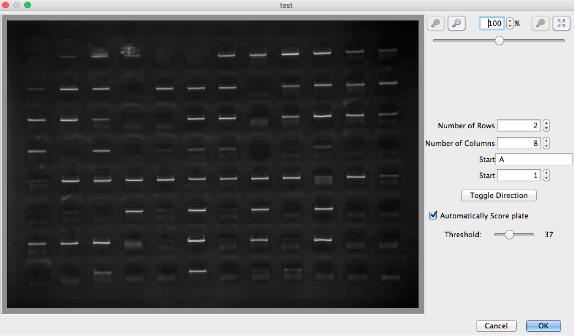 test
100 %
Number of Rows 2
Number of Columns 8
Start A
Start 1
Toggle Direction
Automatically Score plate
Threshold: 37
Cancel OK